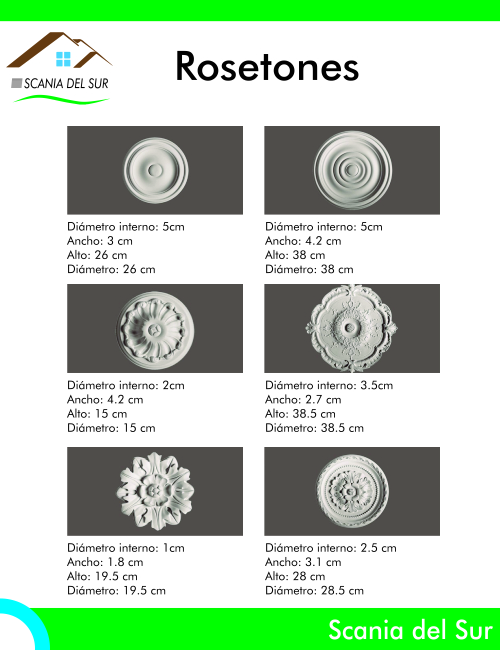 SCANIA DEL SUR
Rosetones
Diámetro interno: 5cm
Ancho: 3 cm
Alto: 26 cm
Diámetro: 26 cm
Diámetro interno: 5cm
Ancho: 4.2 cm
Alto: 38 cm
Diámetro: 38 cm
Diámetro interno: 2cm
Ancho: 4.2 cm
Alto: 15 cm
Diámetro: 15 cm
Diámetro interno: 3.5cm
Ancho: 2.7 cm
Alto: 38.5 cm
Diámetro: 38.5 cm
Diámetro interno: 1cm
Ancho: 1.8 cm
Alto: 19.5 cm
Diámetro: 19.5 cm
Diámetro interno: 2.5 cm
Ancho: 3.1 cm
Alto: 28 cm
Diámetro: 28.5 cm
Scania del Sur